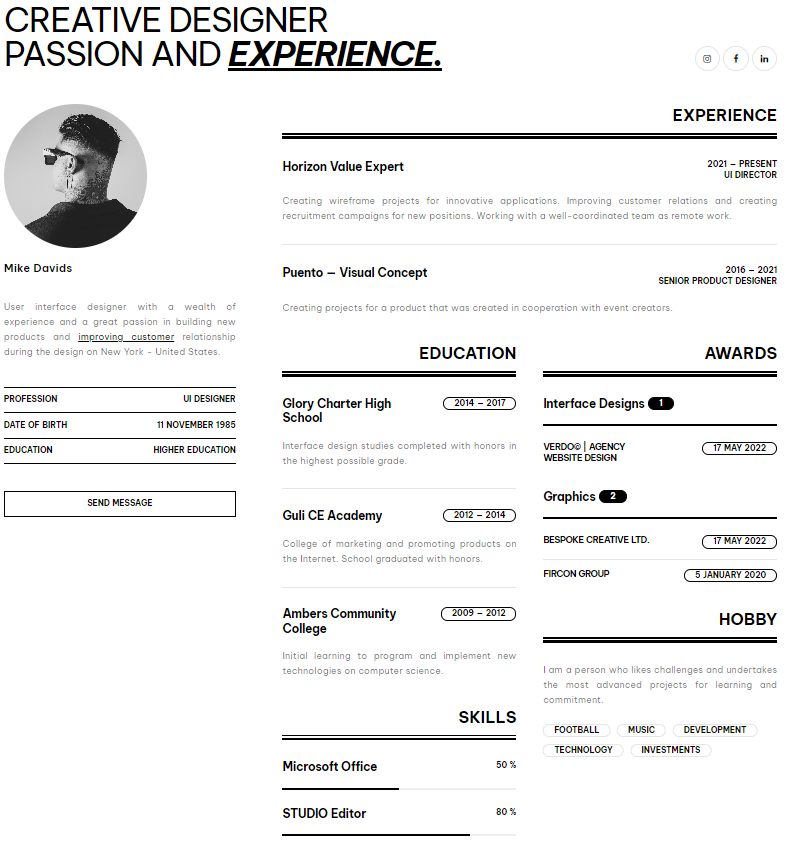 CREATIVE DESIGNER
PASSION AND EXPERIENCE.
Mike Davids
User interface designer with a wealth of
experience and a great passion in building new
products and improving customer relationship
during the design on New York - United States.
PROFESSION UI DESIGNER
DATE OF BIRTH 11 NOVEMBER 1985
EDUCATION HIGHER EDUCATION
SEND MESSAGE
EXPERIENCE
Horizon Value Expert 2021 – PRESENT
UI DIRECTOR
Creating wireframe projects for innovative applications. Improving customer relations and creating
recruitment campaigns for new positions. Working with a well-coordinated team as remote work.
Puento – Visual Concept 2016 – 2021
SENIOR PRODUCT DESIGNER
Creating projects for a product that was created in cooperation with event creators.
EDUCATION
Glory Charter High 2014 – 2017
School
Interface design studies completed with honors in
the highest possible grade.
Guli CE Academy 2012 – 2014
College of marketing and promoting products on
the Internet. School graduated with honors.
Ambers Community 2009 – 2012
College
Initial learning to program and implement new
technologies on computer science.
SKILLS
Microsoft Office 50 %
STUDIO Editor 80 %
AWARDS
Interface Designs 1
VERDO© | AGENCY 17 MAY 2022
WEBSITE DESIGN
Graphics 2
BESPOKE CREATIVE LTD. 17 MAY 2022
FIRCON GROUP 5 JANUARY 2020
HOBBY
I am a person who likes challenges and undertakes
the most advanced projects for learning and
commitment.
FOOTBALL MUSIC DEVELOPMENT
TECHNOLOGY INVESTMENTS